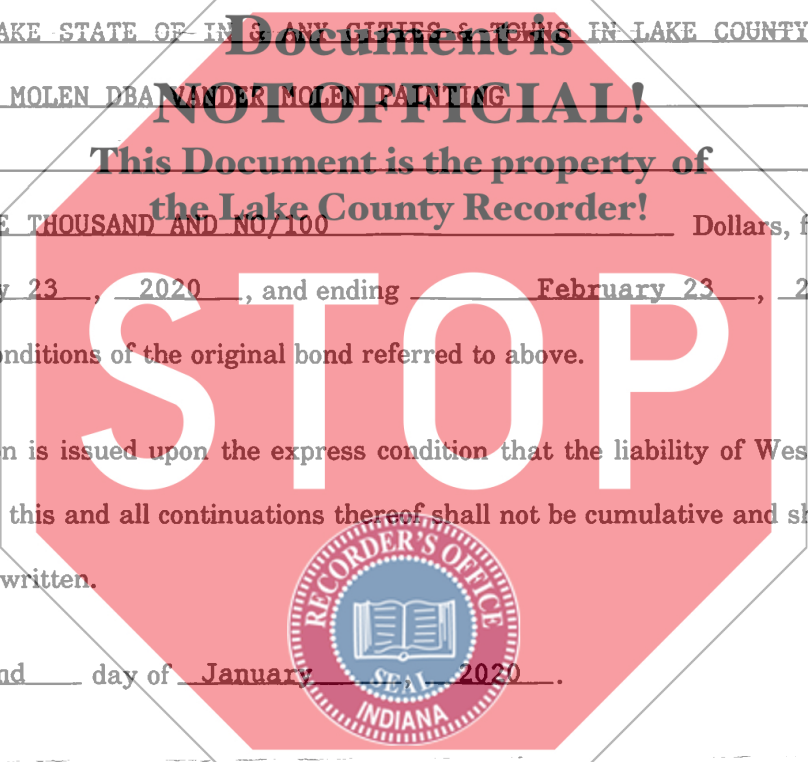 AKE STATE OF IN & ANY CITIES & TOWNS IN LAKE COUNTY
Document is
MOLEN DBA VANDER MOLEN PAINTING
NOT OFFICIAL!
This Document is the property of
the Lake County Recorder!
E THOUSAND AND NO/100 Dollars, f
y 23, 2020, and ending February 23, 2
STOP
onditions of the original bond referred to above.
n is issued upon the express condition that the liability of Wes
this and all continuations thereof shall not be cumulative and sh
written.
RECORDER'S OFFICE
SEAL
INDIANA
nd day of January, 2020.